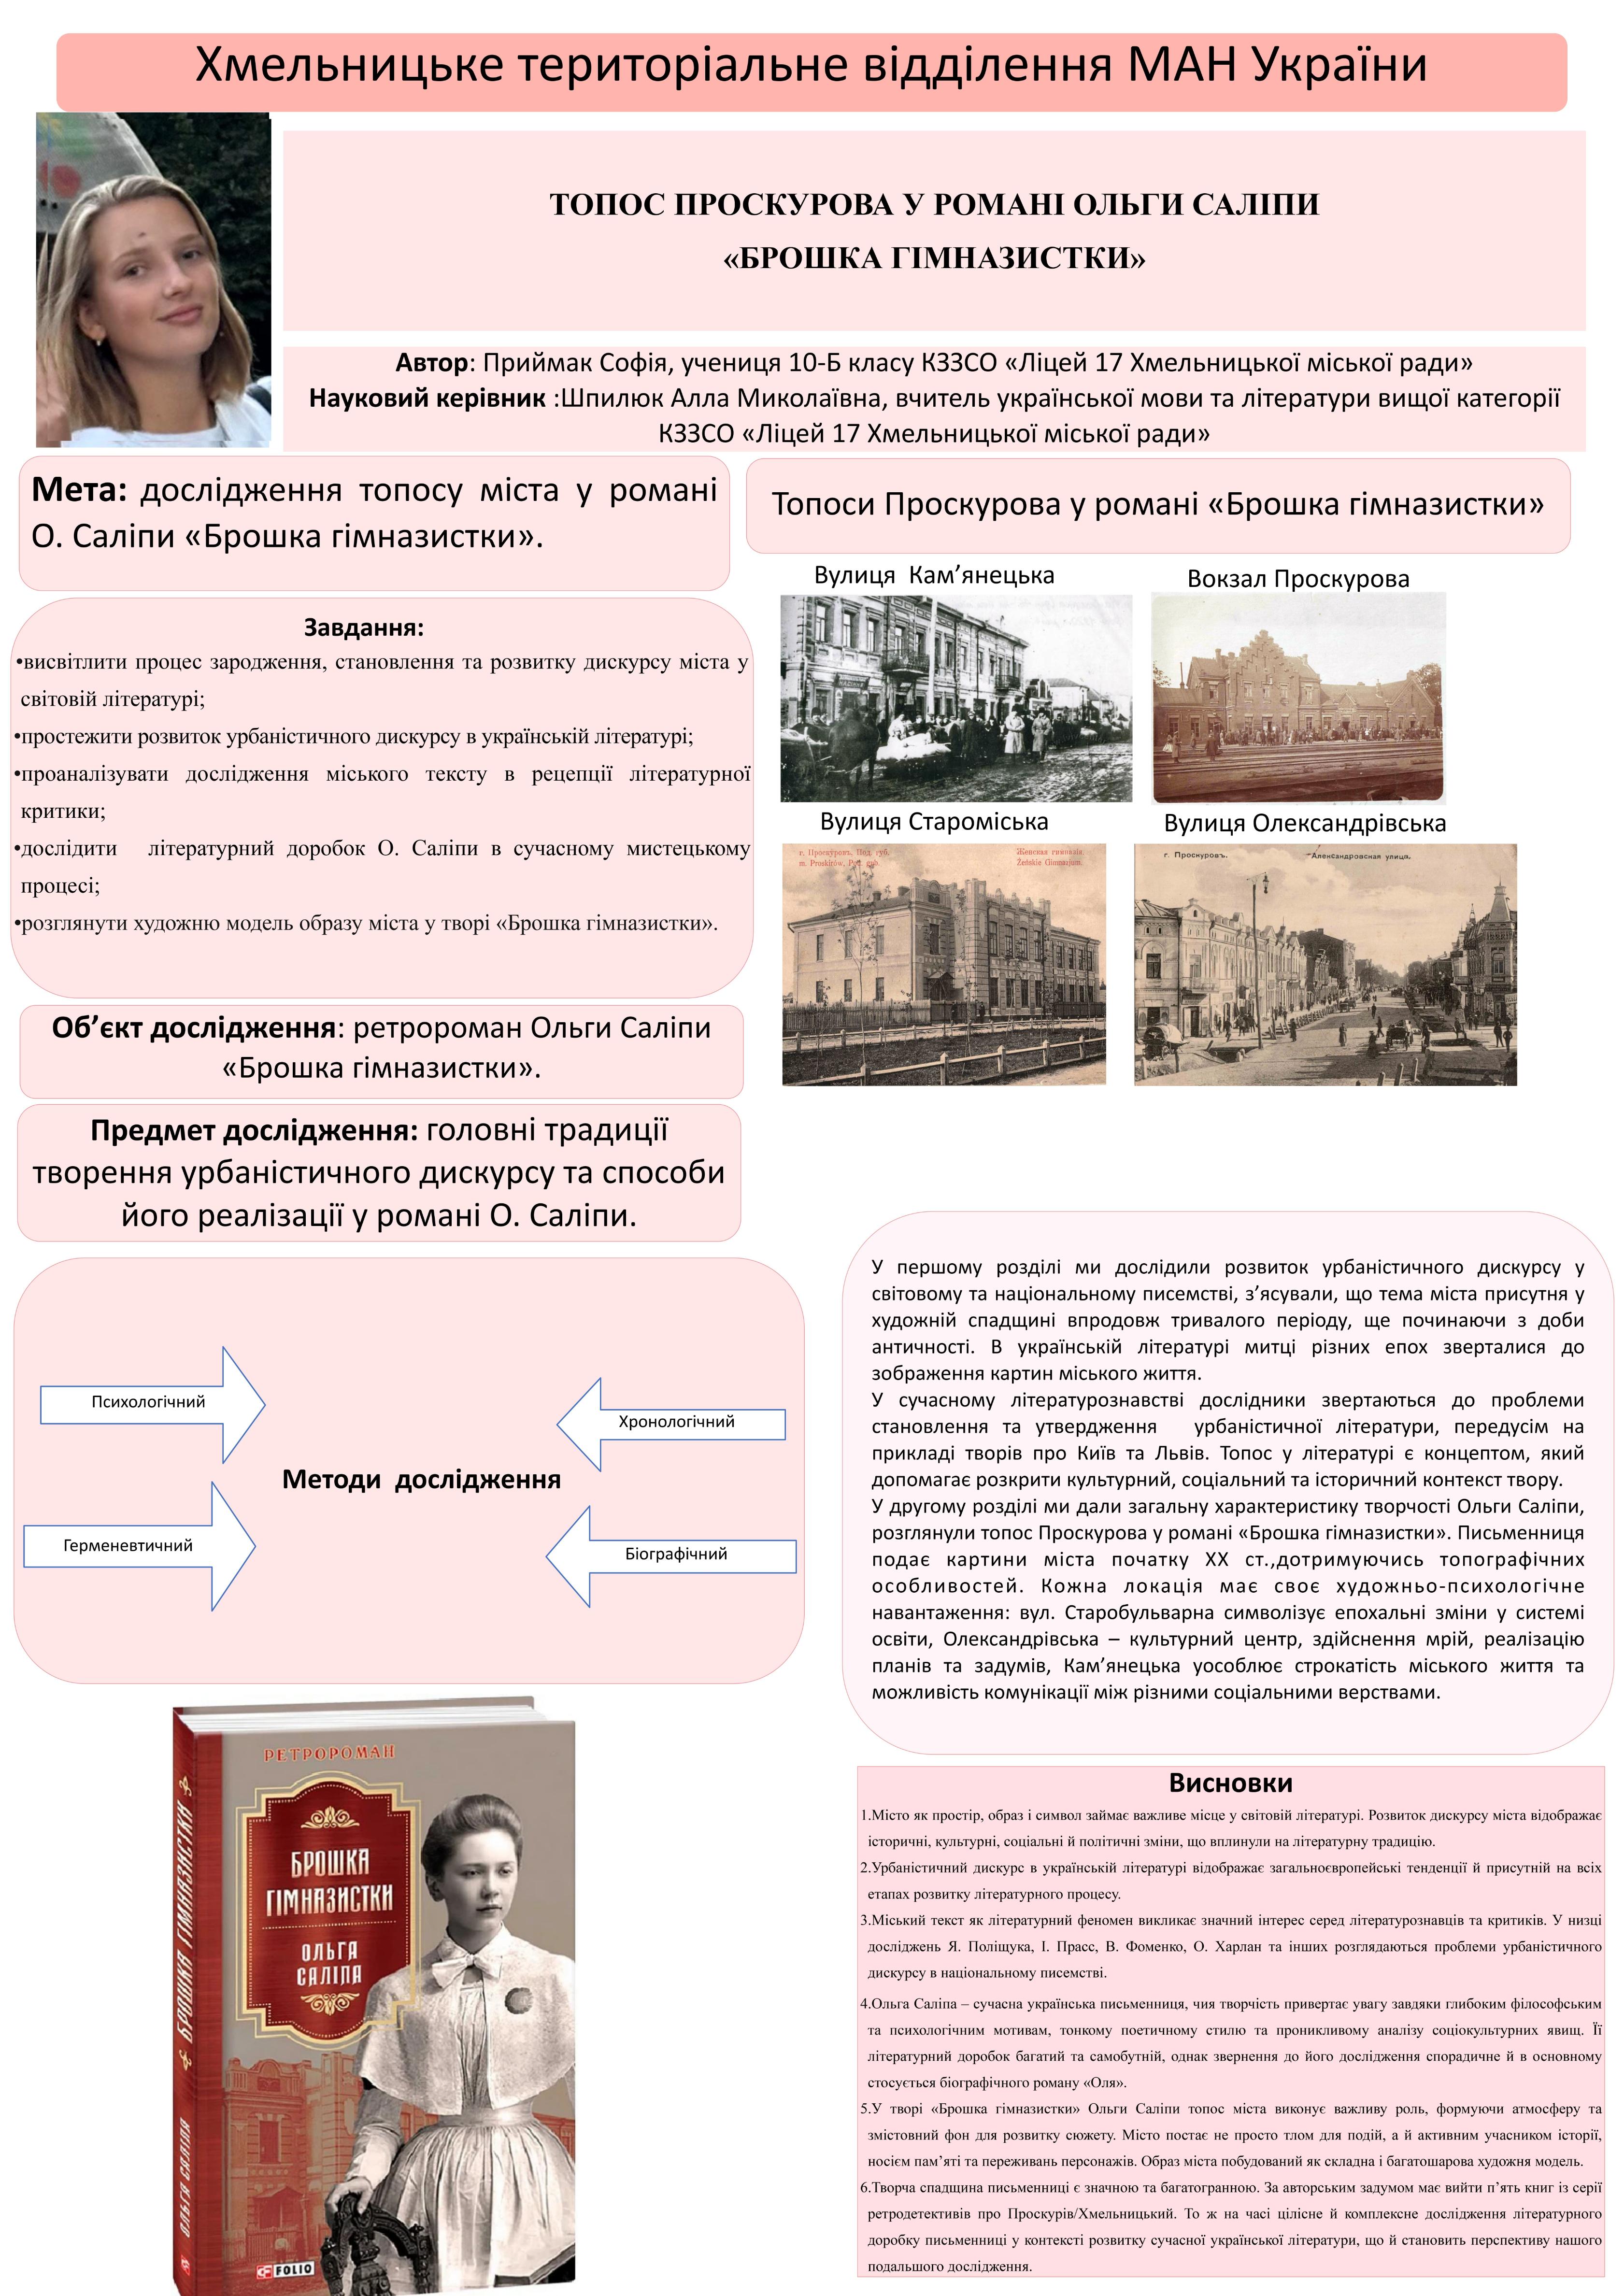 Хмельницьке територіальне відділення МАН України
ТОПОС ПРОСКУРОВА У РОМАНІ ОЛЬГИ САЛІПИ
«БРОШКА ГІМНАЗИСТКИ»
Автор: Приймак Софія, учениця 10-Б класу КЗЗСО «Ліцей 17 Хмельницької міської ради»
Науковий керівник :Шпилюк Алла Миколаївна, вчитель української мови та літератури вищої категорії
КЗЗСО «Ліцей 17 Хмельницької міської ради»
Мета: дослідження топосу міста у романі
О. Саліпи «Брошка гімназистки».
Завдання:
•висвітлити процес зародження, становлення та розвитку дискурсу міста у
світовій літературі;
•простежити розвиток урбаністичного дискурсу в українській літературі;
•проаналізувати дослідження міського тексту в рецепції літературної
критики;
•дослідити літературний доробок О. Саліпи в сучасному мистецькому
процесі;
•розглянути художню модель образу міста у творі «Брошка гімназистки».
Об’єкт дослідження: ретророман Ольги Саліпи
«Брошка гімназистки».
Предмет дослідження: головні традиції
творення урбаністичного дискурсу та способи
його реалізації у романі О. Саліпи.
Психологічний
Хронологічний
Методи дослідження
Герменевтичний
Біографічний
РЕТРОРОМАН
БРОШКА
ГІМНАЗИСТКИ
ОЛЬГА
САЛІПА
БРОШКА ГІМНАЗИСТКИ
ОЛЬГА САЛІПА
FOLIO
Топоси Проскурова у романі «Брошка гімназистки»
Вулиця Кам’янецька
Вокзал Проскурова
Вулиця Староміська
Вулиця Олександрівська
г. Проскуровъ. Под. губ.
m. Proskirów, Pod. gub.
Женская гимназія.
Żeńskie Gimnazjum.
г. Проскуровъ.
Александровская улица.
У першому розділі ми дослідили розвиток урбаністичного дискурсу у
світовому та національному писемстві, з’ясували, що тема міста присутня у
художній спадщині впродовж тривалого періоду, ще починаючи з доби
античності. В українській літературі митці різних епох зверталися до
зображення картин міського життя.
У сучасному літературознавстві дослідники звертаються до проблеми
становлення та утвердження урбаністичної літератури, передусім на
прикладі творів про Київ та Львів. Топос у літературі є концептом, який
допомагає розкрити культурний, соціальний та історичний контекст твору.
У другому розділі ми дали загальну характеристику творчості Ольги Саліпи,
розглянули топос Проскурова у романі «Брошка гімназистки». Письменниця
подає картини міста початку ХХ ст.,дотримуючись топографічних
особливостей. Кожна локація має своє художньо-психологічне
навантаження: вул. Старобульварна символізує епохальні зміни у системі
освіти, Олександрівська – культурний центр, здійснення мрій, реалізацію
планів та задумів, Кам’янецька уособлює строкатість міського життя та
можливість комунікації між різними соціальними верствами.
Висновки
1.Місто як простір, образ і символ займає важливе місце у світовій літературі. Розвиток дискурсу міста відображає
історичні, культурні, соціальні й політичні зміни, що вплинули на літературну традицію.
2.Урбаністичний дискурс в українській літературі відображає загальноєвропейські тенденції й присутній на всіх
етапах розвитку літературного процесу.
3.Міський текст як літературний феномен викликає значний інтерес серед літературознавців та критиків. У низці
досліджень Я. Поліщука, І. Прасс, В. Фоменко, О. Харлан та інших розглядаються проблеми урбаністичного
дискурсу в національному писемстві.
4.Ольга Саліпа – сучасна українська письменниця, чия творчість привертає увагу завдяки глибоким філософським
та психологічним мотивам, тонкому поетичному стилю та проникливому аналізу соціокультурних явищ. Її
літературний доробок багатий та самобутній, однак звернення до його дослідження спорадичне й в основному
стосується біографічного роману «Оля».
5.У творі «Брошка гімназистки» Ольги Саліпи топос міста виконує важливу роль, формуючи атмосферу та
змістовний фон для розвитку сюжету. Місто постає не просто тлом для подій, а й активним учасником історії,
носієм пам’яті та переживань персонажів. Образ міста побудований як складна і багатошарова художня модель.
6.Творча спадщина письменниці є значною та багатогранною. За авторським задумом має вийти п’ять книг із серії
ретродетективів про Проскурів/Хмельницький. То ж на часі цілісне й комплексне дослідження літературного
доробку письменниці у контексті розвитку сучасної української літератури, що й становить перспективу нашого
подальшого дослідження.